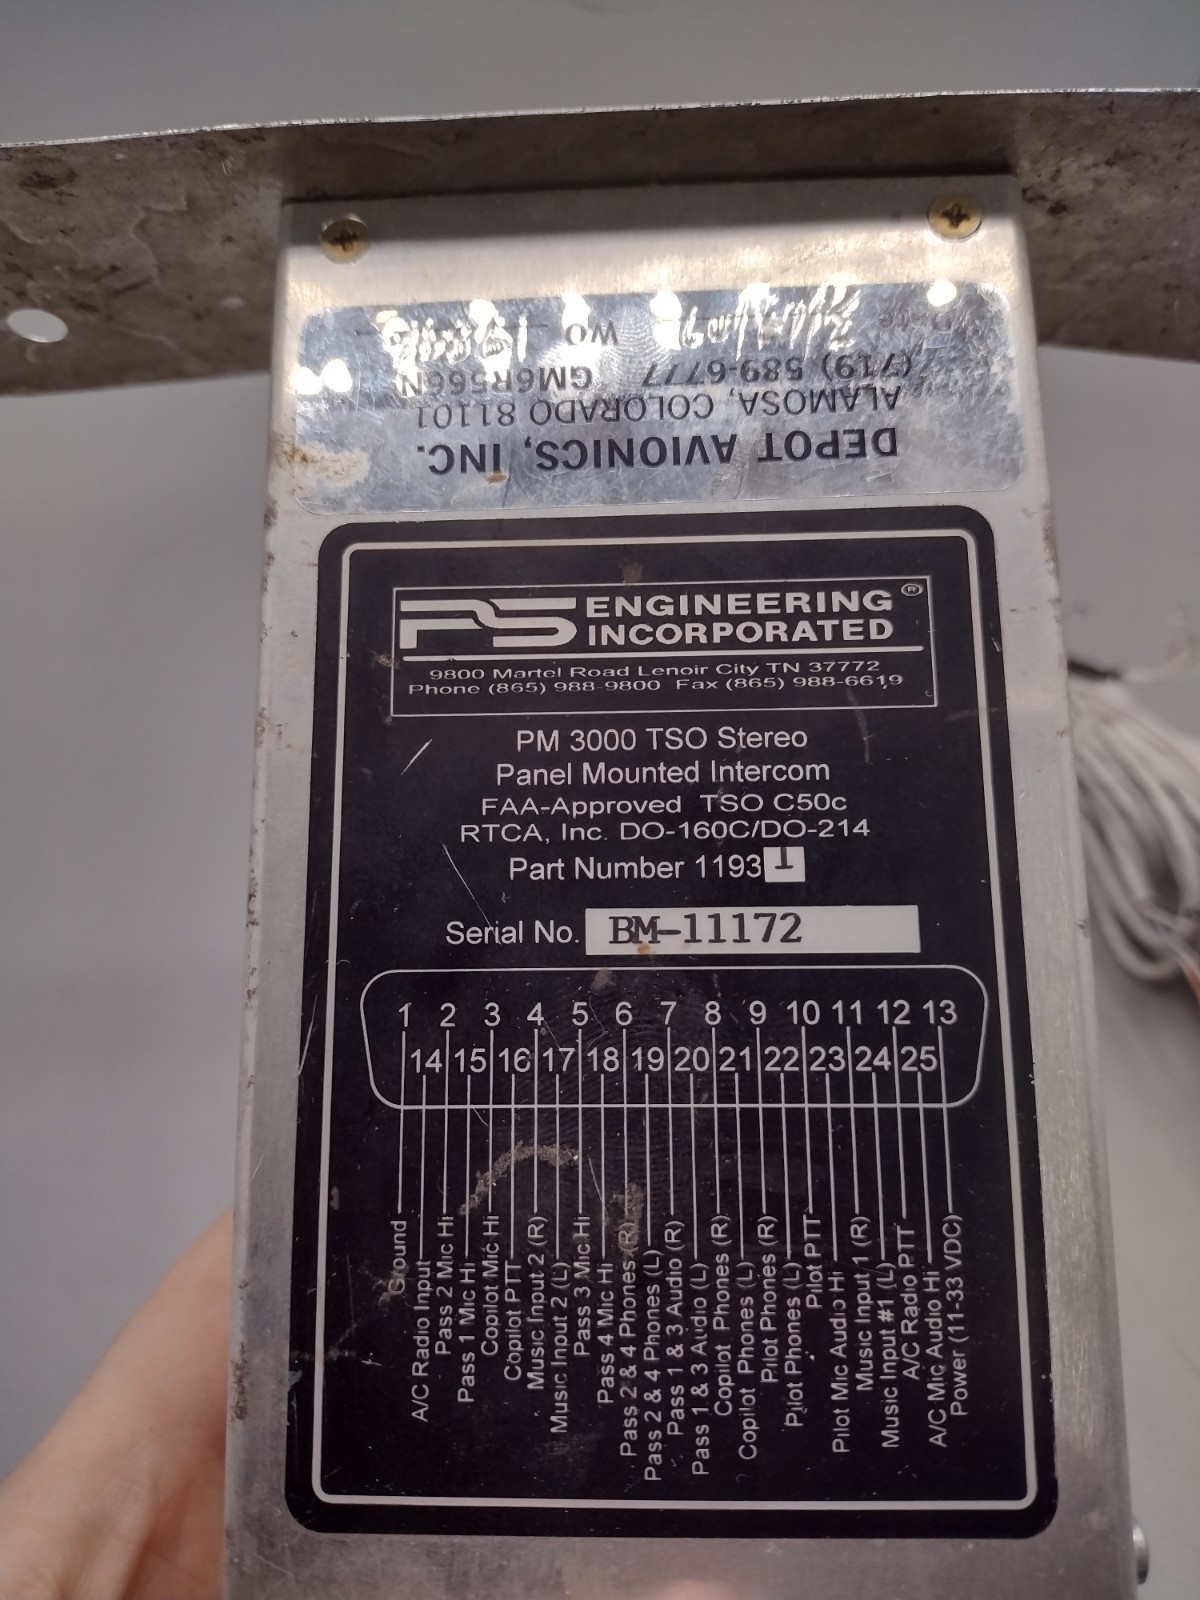 DEPOT AVIONICS, INC.
ALAMOSA, COLORADO 81101
(719) 589-6777 GM6R566N
WO
PS ENGINEERING ®
INCORPORATED
9800 Martel Road Lenoir City TN 37772
Phone (865) 988-9800 Fax (865) 988-6619
PM 3000 TSO Stereo
Panel Mounted Intercom
FAA-Approved TSO C50c
RTCA, Inc. DO-160C/DO-214
Part Number 1193
Serial No. BM-11172
1 2 3 4 5 6 7 8 9 10 11 12 13
14 15 16 17 18 19 20 21 22 23 24 25
Ground
A/C Radio Input
Pass 2 Mic Hi
Pass 1 Mic Hi
Copilot Mic Hi
Copilot PTT
Music Input 2 (R)
Music Input 2 (L)
Pass 3 Mic Hi
Pass 4 Mic Hi
Pass 2 & 4 Phones (R)
Pass 2 & 4 Phones (L)
Pass 1 & 3 Audio (R)
Pass 1 & 3 Audio (L)
Copilot Phones (R)
Copilot Phones (L)
Pilot Phones (R)
Pilot Phones (L)
Pilot PTT
Pilot Mic Audio Hi
Music Input 1 (R)
Music Input #1 (L)
A/C Radio PTT
A/C Mic Audio Hi
Power (11-33 VDC)